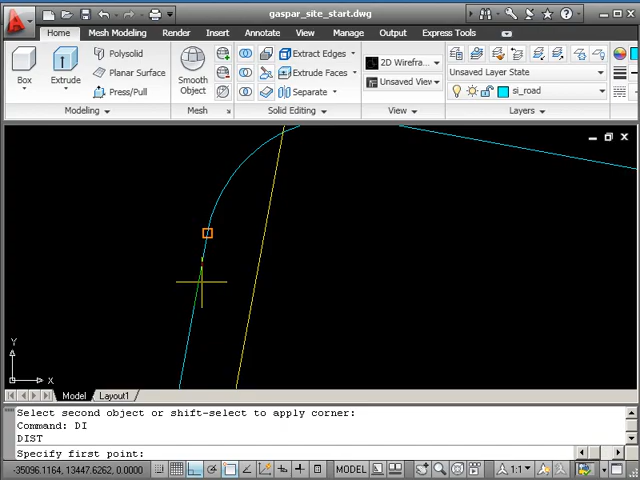 gaspar_site_start.dwg
Home Mesh Modeling Render Insert Annotate View Manage Output Express Tools
Box Extrude Polysolid Planar Surface Press/Pull
Smooth Object
Extract Edges Extrude Faces Separate
2D Wirefram... Unsaved View
Unsaved Layer State
si_road
Modeling Mesh Solid Editing View Layers
Y
X
Model Layout1
Select second object or shift-select to apply corner:
Command: DI
DIST
Specify first point:
-35096.1164, 13447.6262, 0.0000 MODEL 1:1